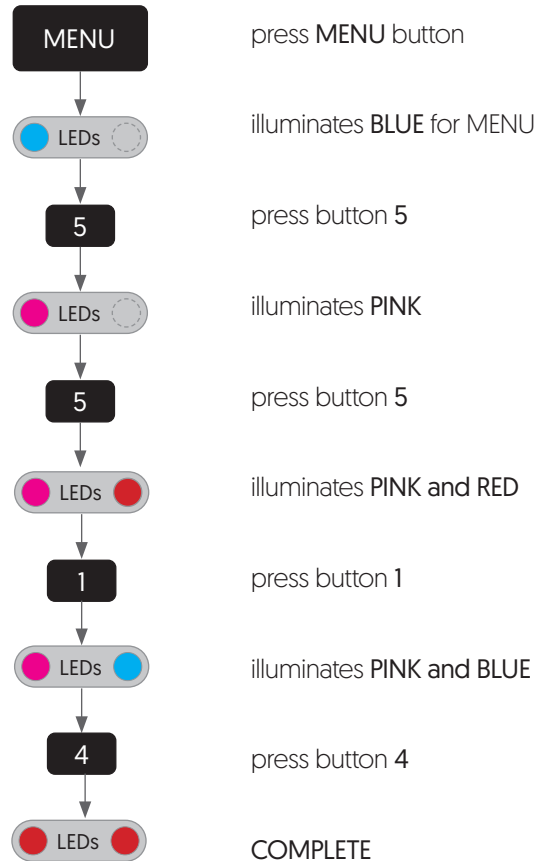 MENU press MENU button
LEDs illuminates BLUE for MENU
5 press button 5
LEDs illuminates PINK
5 press button 5
LEDs illuminates PINK and RED
1 press button 1
LEDs illuminates PINK and BLUE
4 press button 4
LEDs COMPLETE